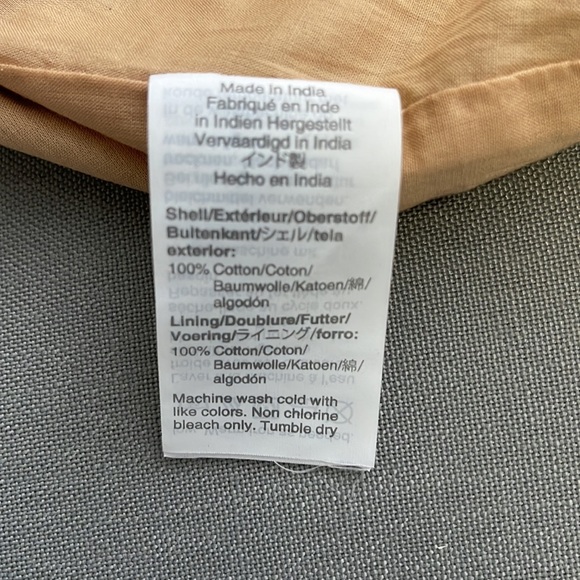 Made in India
Fabriqué en Inde
in Indien Hergestellt
Vervaardigd in India
インド製
Hecho en India
Shell/Extérieur/Oberstoff/
Buitenkant/シェル/tela
exterior:
100% Cotton/Coton/
Baumwolle/Katoen/綿/
algodón
Lining/Doublure/Futter/
Voering/ライニング/forro:
100% Cotton/Coton/
Baumwolle/Katoen/綿/
algodón
Machine wash cold with
like colors. Non chlorine
bleach only. Tumble dry